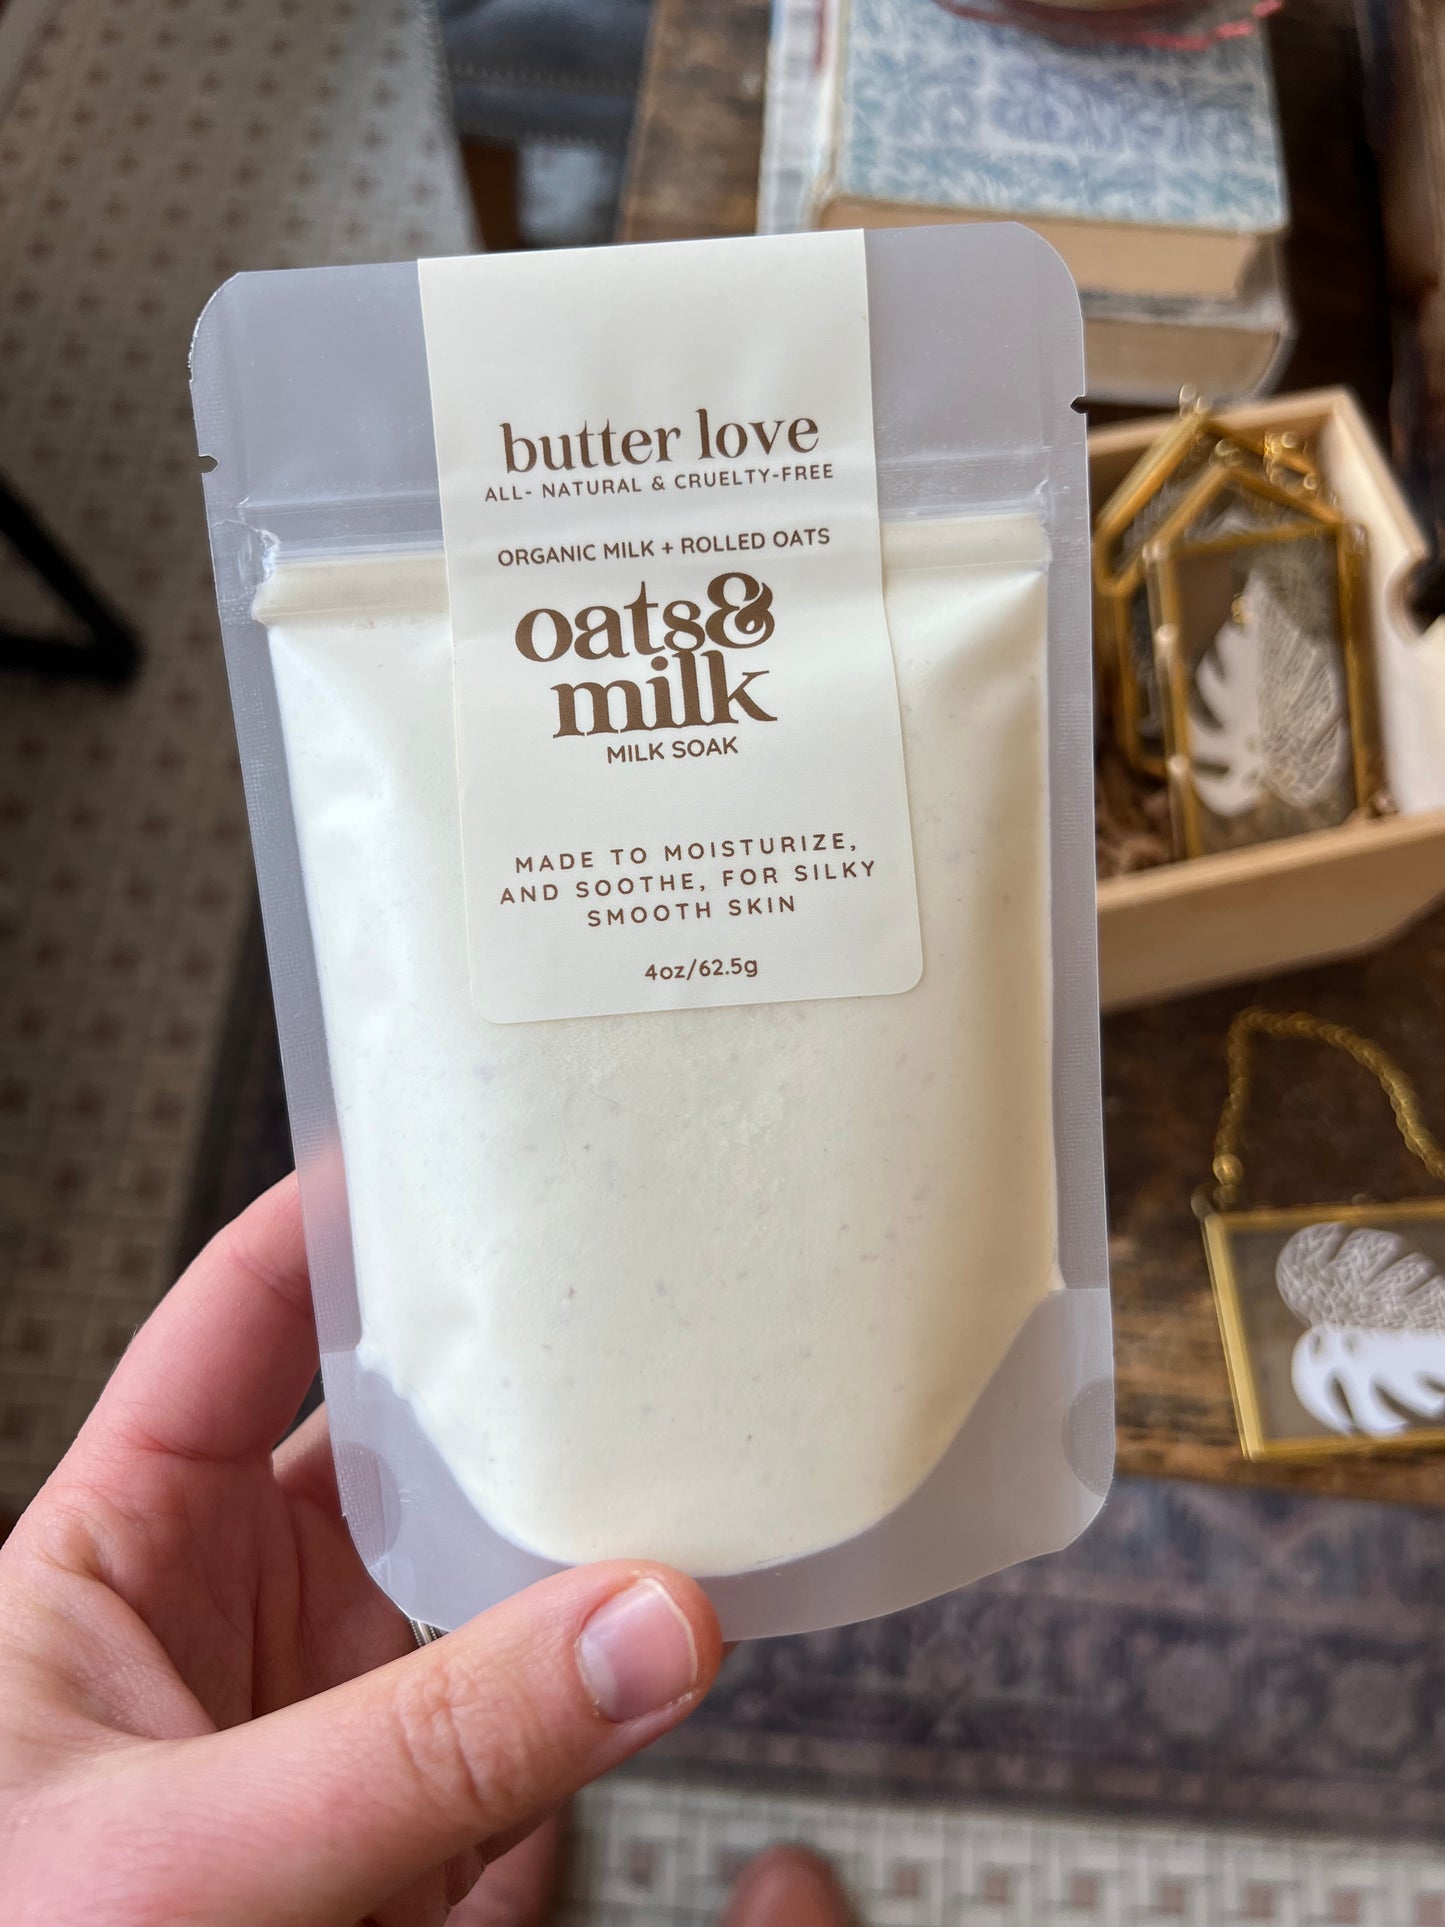 butter love
ALL- NATURAL & CRUELTY-FREE
ORGANIC MILK + ROLLED OATS
oats&
milk
MILK SOAK
MADE TO MOISTURIZE,
AND SOOTHE, FOR SILKY
SMOOTH SKIN
4oz/62.5g